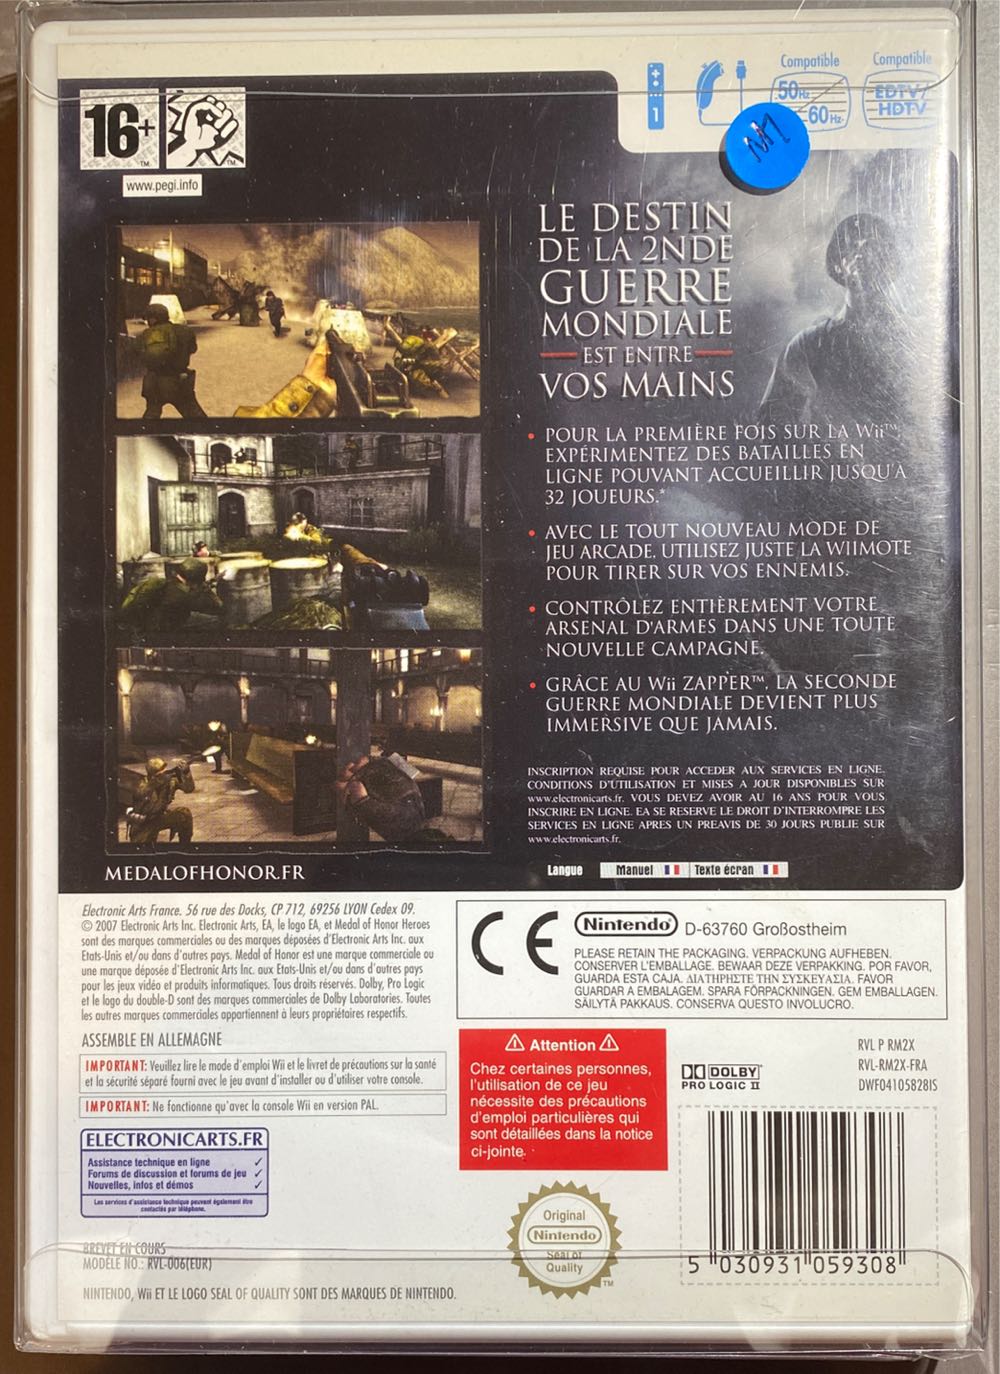 Compatible
50Hz
60Hz
Compatible
EDTV/
HDTV
1
16+
TM
TM
www.pegi.info
LE DESTIN
DE LA 2NDE
GUERRE
MONDIALE
EST ENTRE
VOS MAINS
• POUR LA PREMIÈRE FOIS SUR LA Wii™,
EXPÉRIMENTEZ DES BATAILLES EN
LIGNE POUVANT ACCUEILLIR JUSQU'À
32 JOUEURS.*
• AVEC LE TOUT NOUVEAU MODE DE
JEU ARCADE, UTILISEZ JUSTE LA WIIMOTE
POUR TIRER SUR VOS ENNEMIS.
• CONTRÔLEZ ENTIÈREMENT VOTRE
ARSENAL D'ARMES DANS UNE TOUTE
NOUVELLE CAMPAGNE.
• GRÂCE AU Wii ZAPPER™, LA SECONDE
GUERRE MONDIALE DEVIENT PLUS
IMMERSIVE QUE JAMAIS.
INSCRIPTION REQUISE POUR ACCEDER AUX SERVICES EN LIGNE.
CONDITIONS D'UTILISATION ET MISES A JOUR DISPONIBLES SUR
www.electronicarts.fr. VOUS DEVEZ AVOIR AU 16 ANS POUR VOUS
INSCRIRE EN LIGNE. EA SE RESERVE LE DROIT D'INTERROMPRE LES
SERVICES EN LIGNE APRES UN PREAVIS DE 30 JOURS PUBLIE SUR
www.electronicarts.fr.
MEDALOFHONOR.FR
Langue Manuel Texte écran
Electronic Arts France. 56 rue des Docks, CP 712, 69256 LYON Cedex 09.
© 2007 Electronic Arts Inc. Electronic Arts, EA, le logo EA, et Medal of Honor Heroes
sont des marques commerciales ou des marques déposées d'Electronic Arts Inc. aux
Etats-Unis et/ou dans d'autres pays. Medal of Honor est une marque commerciale ou
une marque déposée d'Electronic Arts Inc. aux Etats-Unis et/ou dans d'autres pays
pour les jeux vidéo et produits informatiques. Tous droits réservés. Dolby, Pro Logic
et le logo du double-D sont des marques commerciales de Dolby Laboratories. Toutes
les autres marques commerciales appartiennent à leurs propriétaires respectifs.
ASSEMBLE EN ALLEMAGNE
IMPORTANT: Veuillez lire le mode d'emploi Wii et le livret de précautions sur la santé
et la sécurité séparé fourni avec le jeu avant d'installer ou d'utiliser votre console.
IMPORTANT: Ne fonctionne qu'avec la console Wii en version PAL.
ELECTRONICARTS.FR
Assistance technique en ligne ✓
Forums de discussion et forums de jeu ✓
Nouvelles, infos et démos ✓
Les services d'assistance technique peuvent également être
contactés par téléphone.
BREVET EN COURS
MODÈLE NO.: RVL-006(EUR)
NINTENDO, Wii ET LE LOGO SEAL OF QUALITY SONT DES MARQUES DE NINTENDO.
CE
Nintendo® D-63760 Großostheim
PLEASE RETAIN THE PACKAGING. VERPACKUNG AUFHEBEN.
CONSERVER L'EMBALLAGE. BEWAAR DEZE VERPAKKING. POR FAVOR,
GUARDA ESTA CAJA. ΔΙΑΤΗΡΗΣΤΕ ΤΗΝ ΣΥΣΚΕΥΑΣΙΑ. FAVOR
GUARDAR A EMBALAGEM. SPARA FÖRPACKNINGEN. GEM EMBALLAGEN.
SÄILYTÄ PAKKAUS. CONSERVA QUESTO INVOLUCRO.
Attention
Chez certaines personnes,
l'utilisation de ce jeu
nécessite des précautions
d'emploi particulières qui
sont détaillées dans la notice
ci-jointe.
DOLBY®
PRO LOGIC II
RVL P RM2X
RVL-RM2X-FRA
DWF04105828IS
Original
Nintendo
Seal of
Quality
TM
5 030931 059308